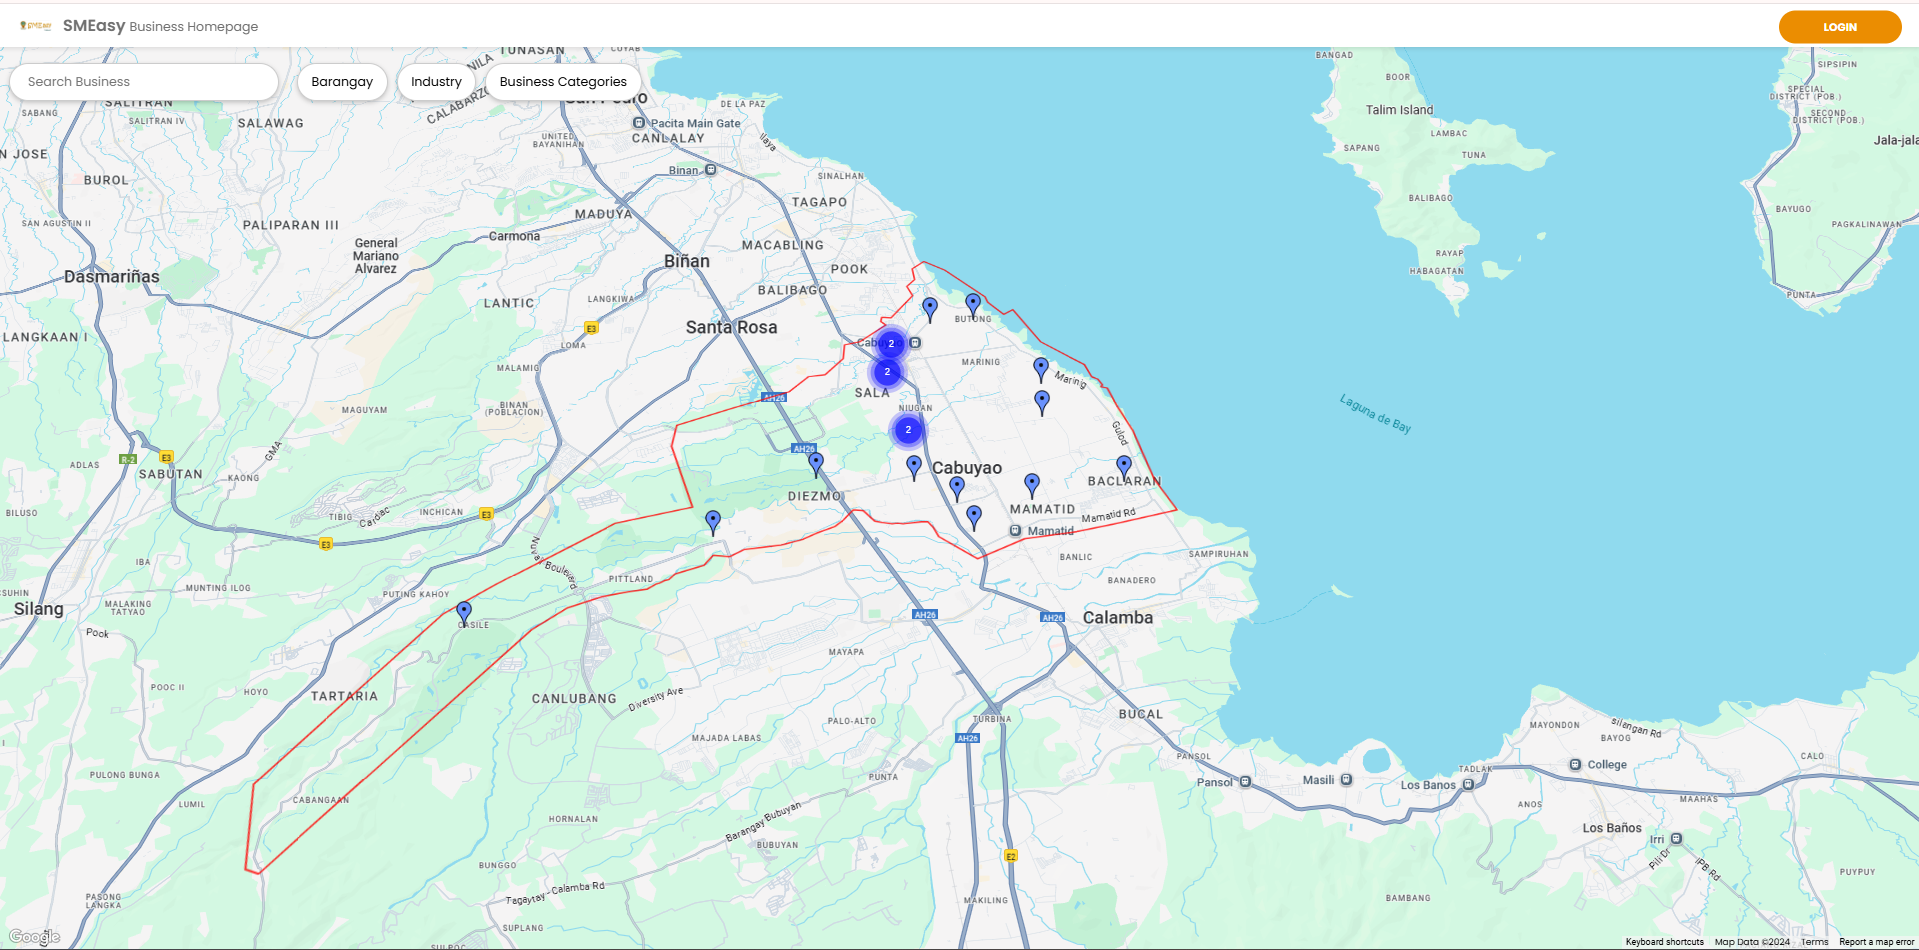 SMEasy Business Homepage
LOGIN
Search Business
Barangay
Industry
Business Categories
TUNASAN
CUYAB
BANGAD
SIPSIPIN
BOOR
SABANG
SALITRAN
SALITRAN IV
SALAWAG
DE LA PAZ
Talim Island
SPECIAL
DISTRICT (POB.)
SECOND
DISTRICT (POB.)
Pacita Main Gate
CANLALAY
UNITED
BAYANIHAN
LAMBAC
SAPANG
TUNA
Jala-jala
N JOSE
BUROL
Binan
SINALHAN
TAGAPO
BALIBAGO
BAYUGO
MADUYA
SAN AGUSTIN II
PALIPARAN III
Carmona
General
Mariano
Alvarez
MACABLING
PAGKALINAWAN
Biñan
POOK
RAYAP
HABAGATAN
Dasmariñas
BALIBAGO
PUNTA
LANTIC
LANGKIWA
BUTONG
Santa Rosa
E3
LANGKAAN I
LOMA
MALAMIG
MARINIG
Marinig
SALA
AH26
MAGUYAM
BINAN
(POBLACION)
NIUGAN
Laguna de Bay
Gulod
2
2
2
GMA
R-2
E3
ADLAS
SABUTAN
KAONG
AH26
Cabuyao
BACLARAN
DIEZMO
MAMATID
Mamatid Rd
Mamatid
BILUSO
TIBIG
Cardiac
INCHICAN
E3
E3
BANLIC
SAMPIRUHAN
IBA
PITTLAND
BANADERO
MUNTING ILOG
PUTING KAHOY
MALAKING
TATYAO
Silang
CASILE
AH26
AH26
Calamba
Pook
MAYAPA
POOC II
HOYO
TARTARIA
CANLUBANG
Diversity Ave
PALO-ALTO
TURBINA
BUCAL
MAYONDON
silangan Rd
BAYOG
MAJADA LABAS
AH26
PANSOL
Pansol
Masili
Los Banos
TADLAK
College
CALO
PULONG BUNGA
PUNTA
LUMIL
CABANGAAN
HORNALAN
Barangay Bubuyan
BUBUYAN
ANOS
MAAHAS
Los Baños
Irri
Pili Dr
IPB Rd
E2
BUNGGO
PUYPUY
Tagaytay - Calamba Rd
PASONG
LANGKA
MAKILING
BAMBANG
SUPLANG
Google
Keyboard shortcuts
Map Data ©2024
Terms
Report a map error